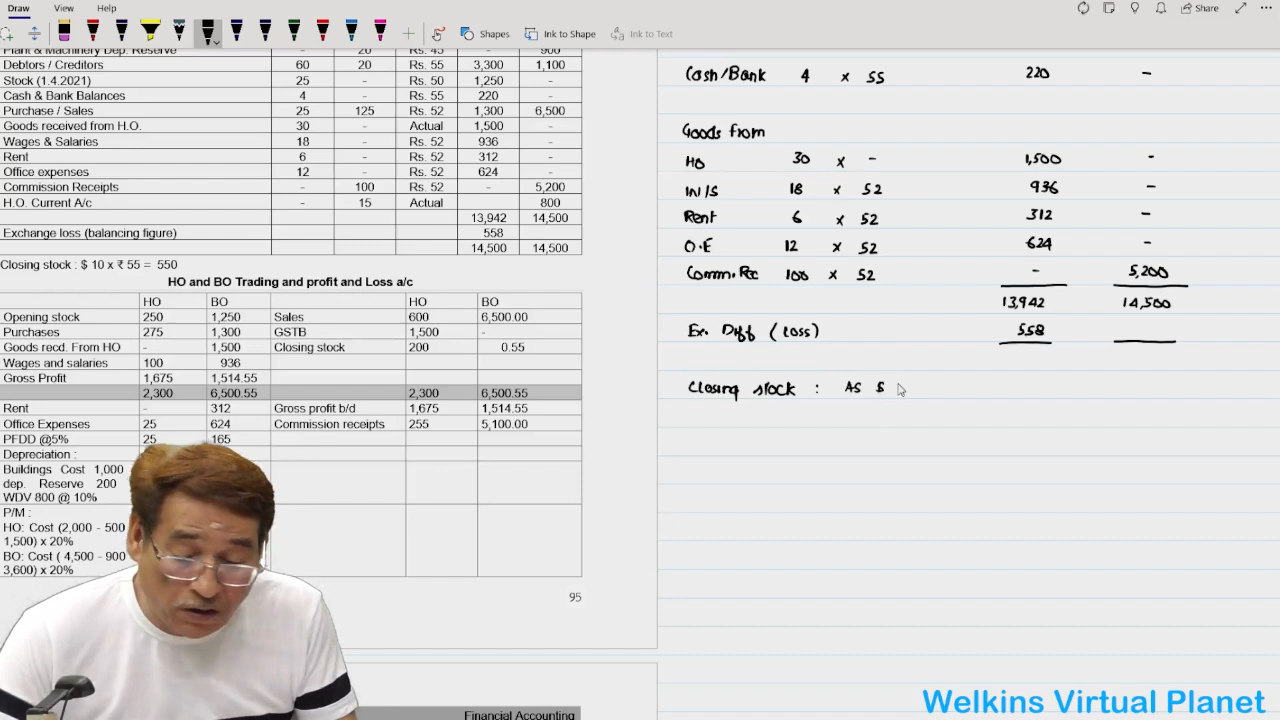 Draw View Help
Shapes Ink to Shape Ink to Text Share
Plant & Machinery Dep. Reserve - 20 Rs. 45 - 900
Debtors / Creditors 60 20 Rs. 55 3,300 1,100
Stock (1.4.2021) 25 - Rs. 50 1,250 -
Cash & Bank Balances 4 - Rs. 55 220 -
Purchase / Sales 25 125 Rs. 52 1,300 6,500
Goods received from H.O. 30 - Actual 1,500 -
Wages & Salaries 18 - Rs. 52 936 -
Rent 6 - Rs. 52 312 -
Office expenses 12 - Rs. 52 624 -
Commission Receipts - 100 Rs. 52 - 5,200
H.O. Current A/c - 15 Actual 800
13,942 14,500
Exchange loss (balancing figure) 558
14,500 14,500
Closing stock : $ 10 x ₹ 55 = 550
HO and BO Trading and profit and Loss a/c
HO BO HO BO
Opening stock 250 1,250 Sales 600 6,500.00
Purchases 275 1,300 GSTB 1,500 -
Goods recd. From HO - 1,500 Closing stock 200 0.55
Wages and salaries 100 936
Gross Profit 1,675 1,514.55
2,300 6,500.55 2,300 6,500.55
Rent - 312 Gross profit b/d 1,675 1,514.55
Office Expenses 25 624 Commission receipts 255 5,100.00
PFDD @5% 25 165
Depreciation :
Buildings Cost 1,000
dep. Reserve 200
WDV 800 @ 10%
P/M :
HO: Cost (2,000 - 500
1,500) x 20%
BO: Cost ( 4,500 - 900
3,600) x 20%
95
Financial Accounting
Cash/Bank 4 x 55 220 -
Goods from
HO 30 x - 1,500 -
W/S 18 x 52 936 -
Rent 6 x 52 312 -
O.E 12 x 52 624 -
Comm. Rec 100 x 52 - 5,200
13,942 14,500
Ex. Diff (loss) 558
Closing stock : AS $
Welkins Virtual Planet